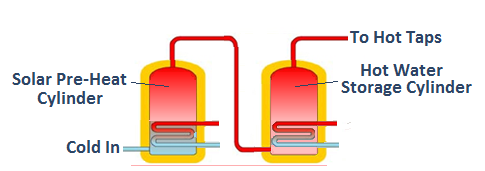 To Hot Taps
Solar Pre-Heat
Cylinder
Hot Water
Storage Cylinder
Cold In